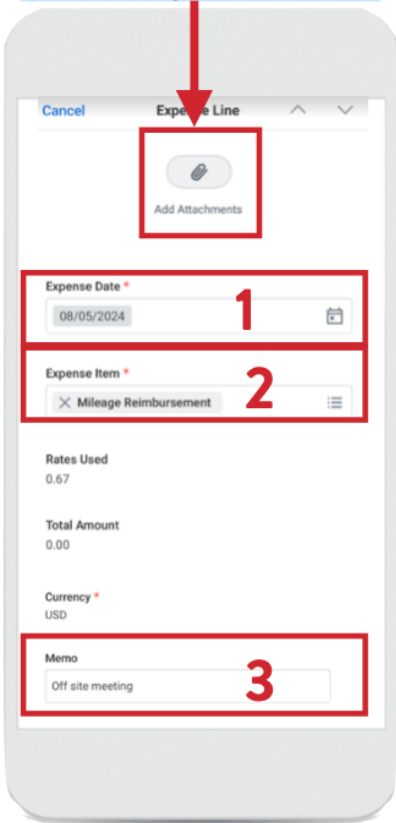 Cancel Expense Line
Add Attachments
Expense Date *
08/05/2024
1
Expense Item *
Mileage Reimbursement
2
Rates Used
0.67
Total Amount
0.00
Currency *
USD
Memo
Off site meeting
3